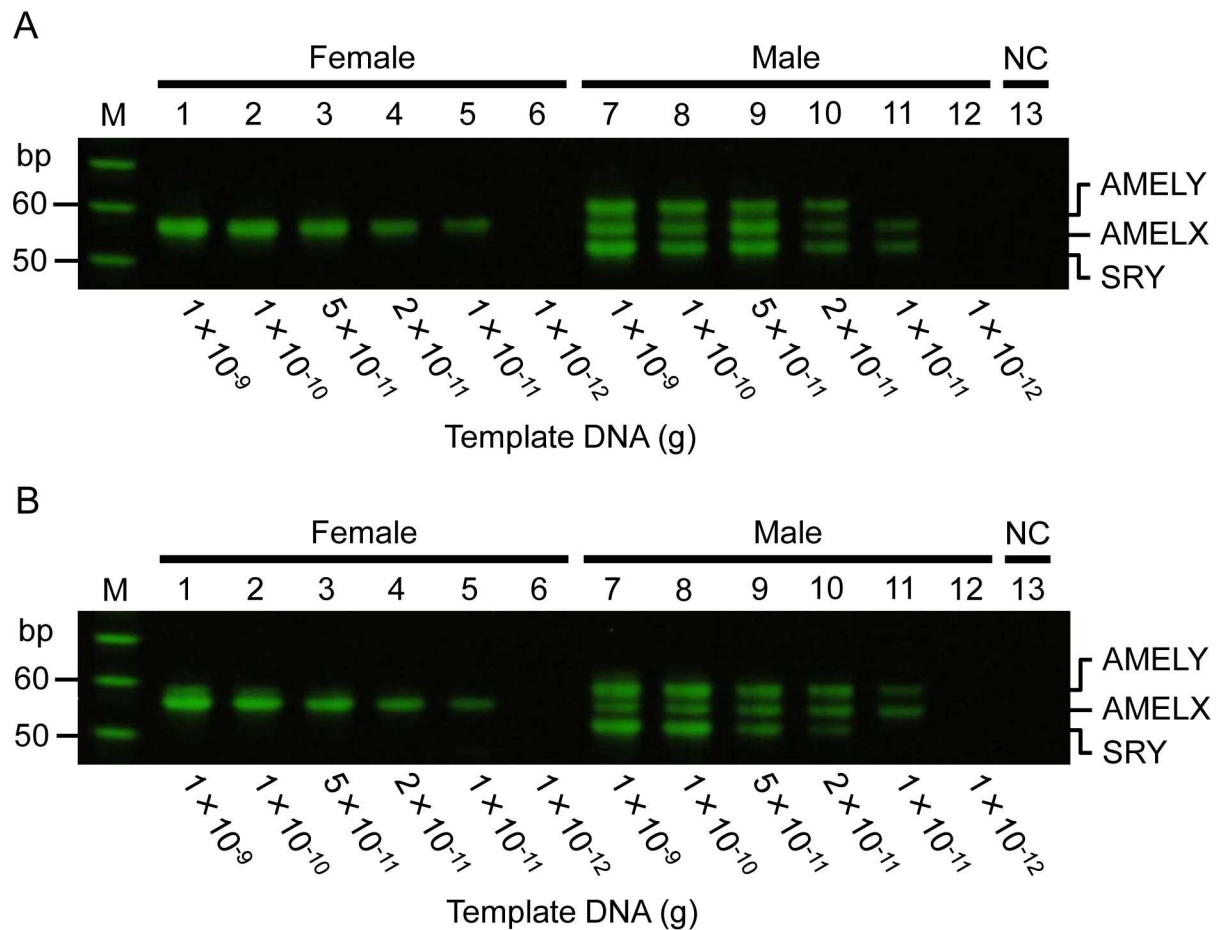 A
Female Male NC
M 1 2 3 4 5 6 7 8 9 10 11 12 13
bp
60
50
AMELY
AMELX
SRY
1×10-9 1×10-10 5×10-11 2×10-11 1×10-11 1×10-12 1×10-9 1×10-10 5×10-11 2×10-11 1×10-11 1×10-12
Template DNA (g)
B
Female Male NC
M 1 2 3 4 5 6 7 8 9 10 11 12 13
bp
60
50
AMELY
AMELX
SRY
1×10-9 1×10-10 5×10-11 2×10-11 1×10-11 1×10-12 1×10-9 1×10-10 5×10-11 2×10-11 1×10-11 1×10-12
Template DNA (g)